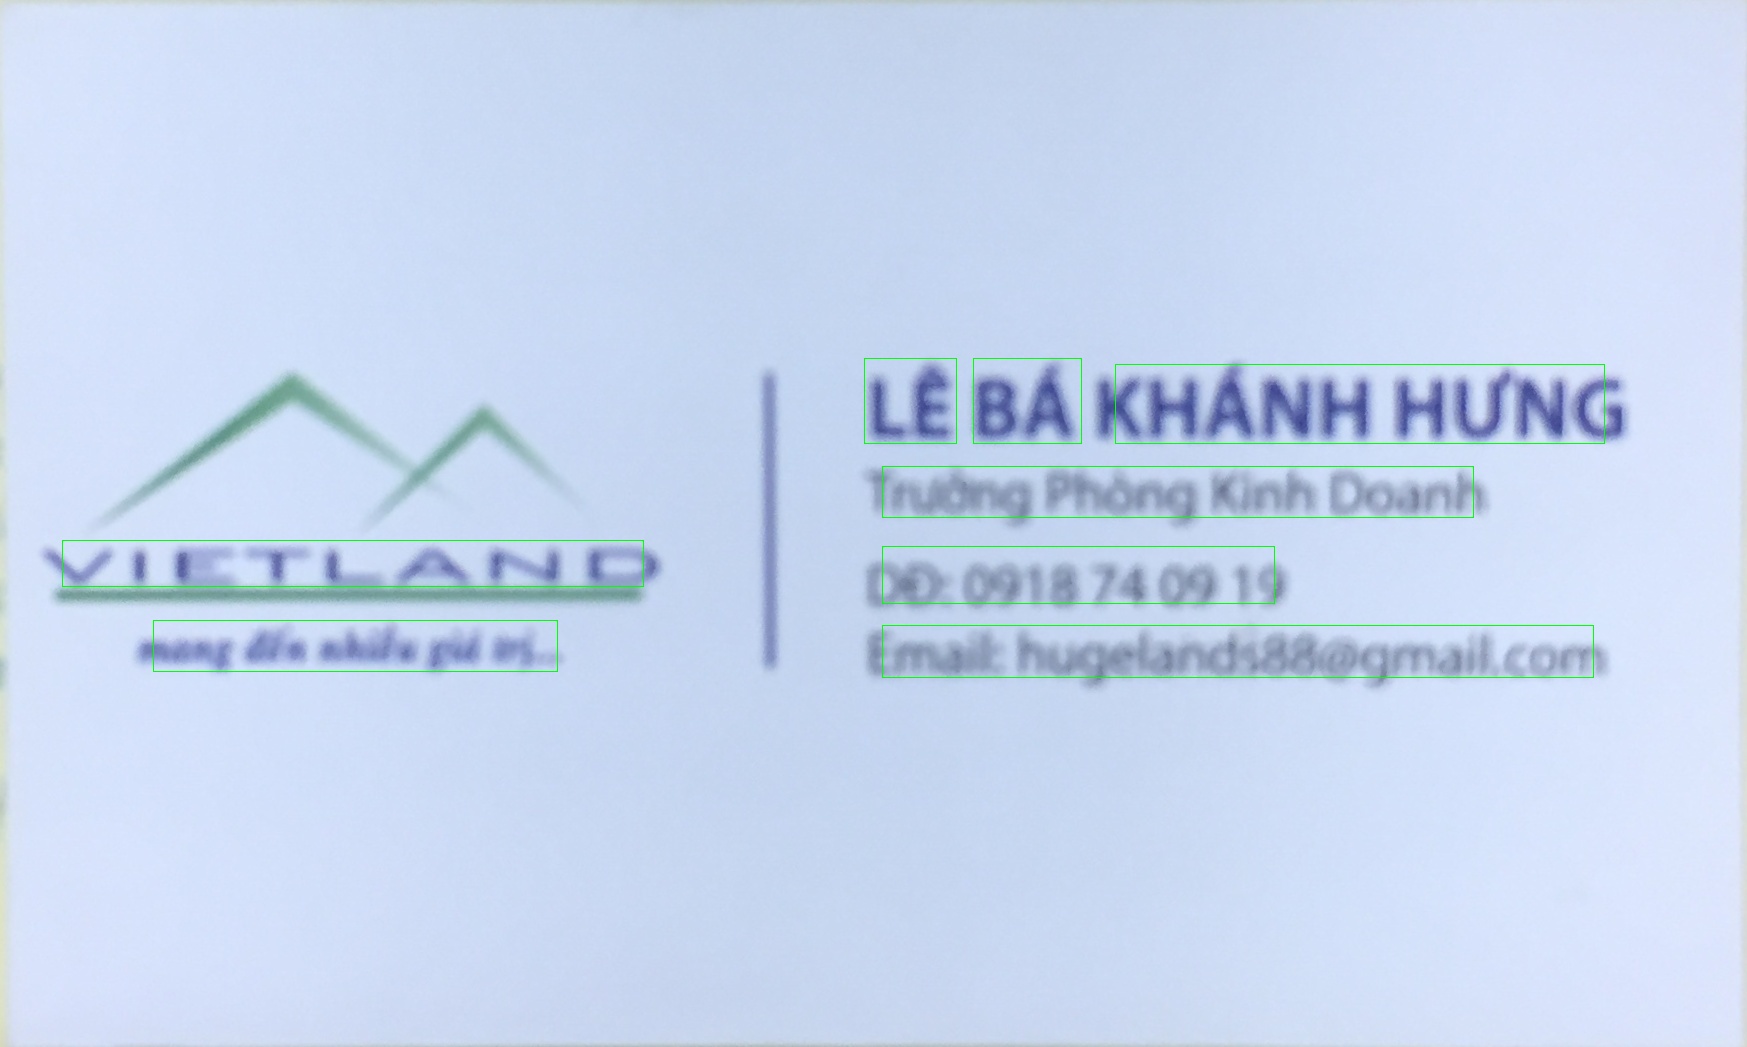 VIETLAND
mang đến nhiều giá trị...
LÊ BÁ KHÁNH HƯNG
Trưởng Phòng Kinh Doanh
DĐ: 0918 74 09 19
Email: hugelands88@gmail.com